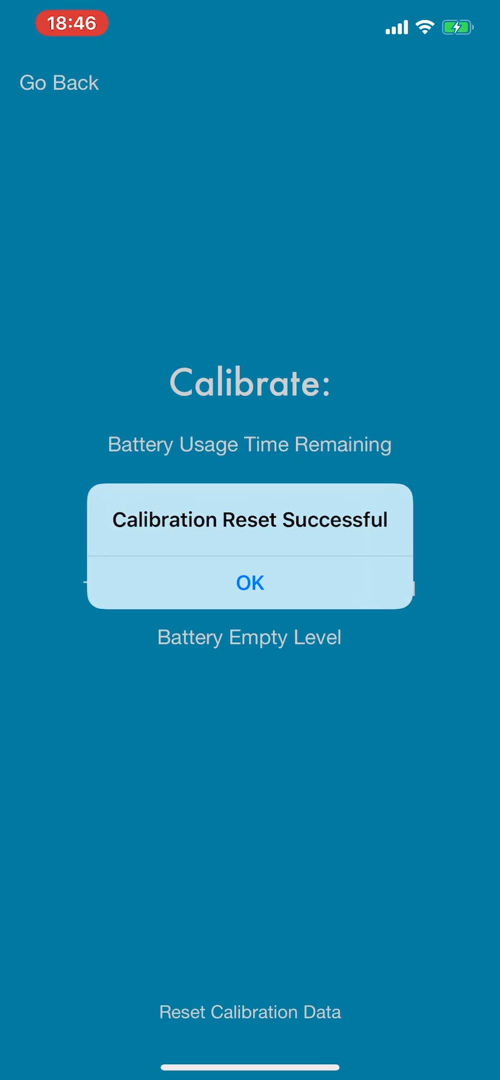 18:46
Go Back
Calibrate:
Battery Usage Time Remaining
Calibration Reset Successful
OK
Battery Empty Level
Reset Calibration Data